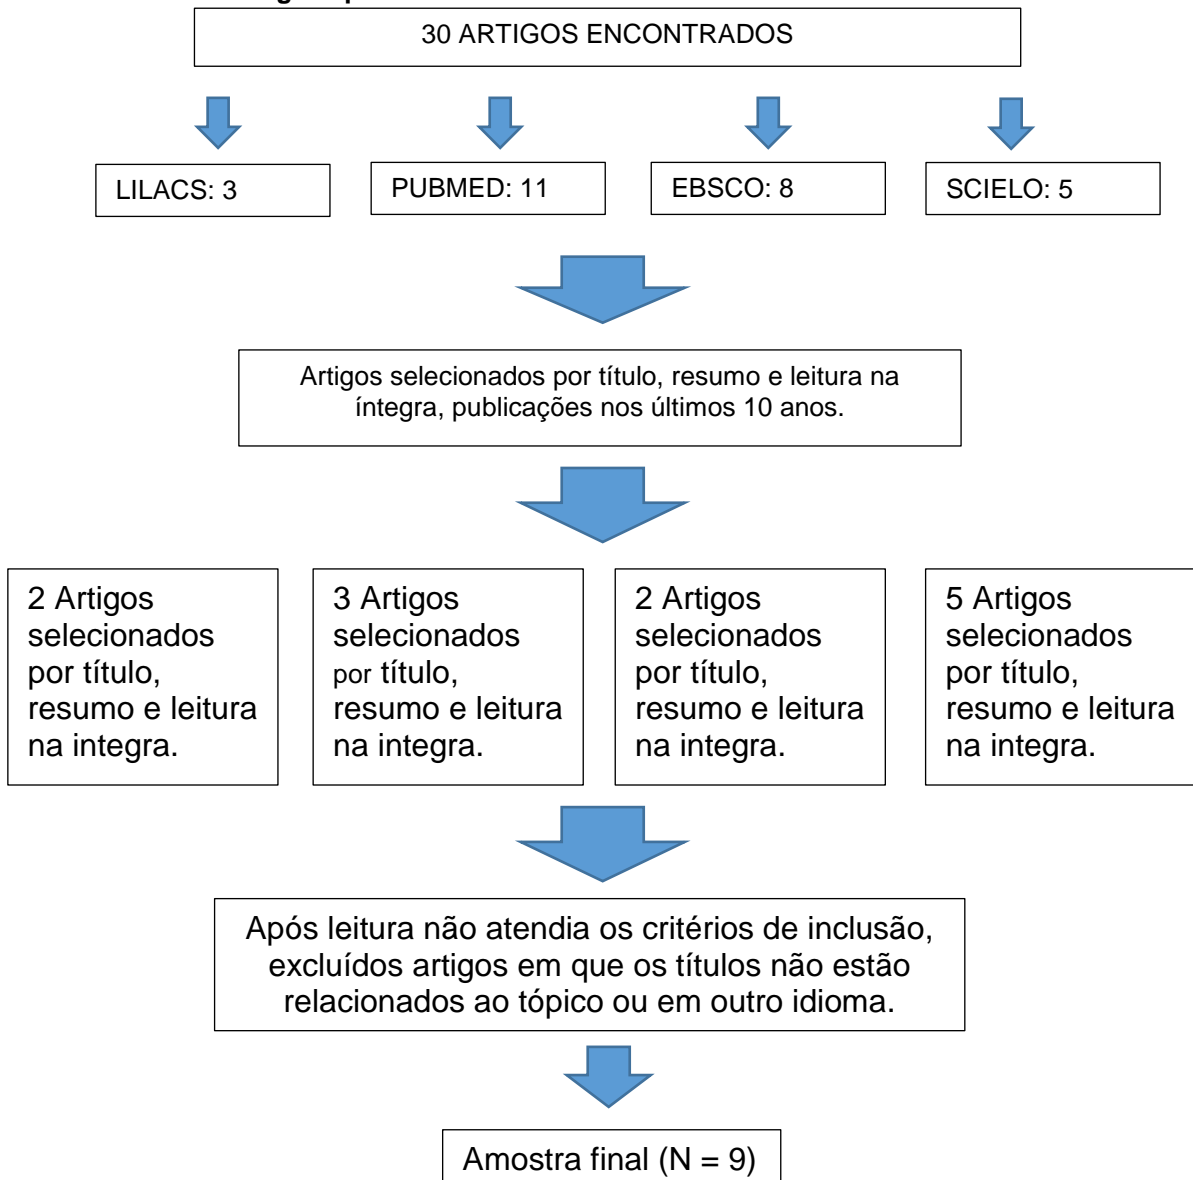 30 ARTIGOS ENCONTRADOS
LILACS: 3
PUBMED: 11
EBSCO: 8
SCIELO: 5
Artigos selecionados por título, resumo e leitura na
íntegra, publicações nos últimos 10 anos.
2 Artigos
selecionados
por título,
resumo e leitura
na integra.
3 Artigos
selecionados
por título,
resumo e leitura
na integra.
2 Artigos
selecionados
por título,
resumo e leitura
na integra.
5 Artigos
selecionados
por título,
resumo e leitura
na integra.
Após leitura não atendia os critérios de inclusão,
excluídos artigos em que os títulos não estão
relacionados ao tópico ou em outro idioma.
Amostra final (N = 9)